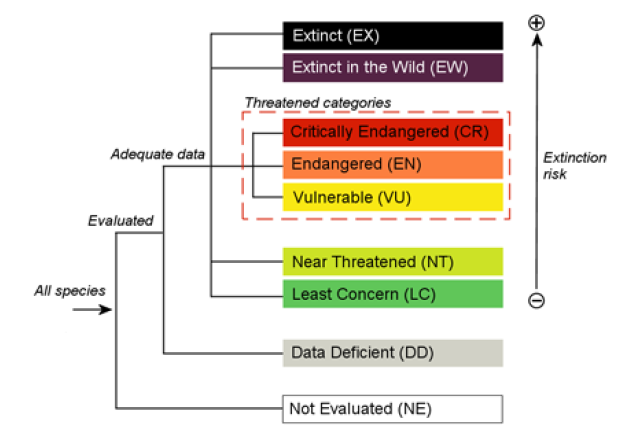 Extinct (EX)
Extinct in the Wild (EW)
Threatened categories
Critically Endangered (CR)
Adequate data
Endangered (EN)
Extinction
risk
Vulnerable (VU)
Evaluated
Near Threatened (NT)
All species
Least Concern (LC)
Data Deficient (DD)
Not Evaluated (NE)